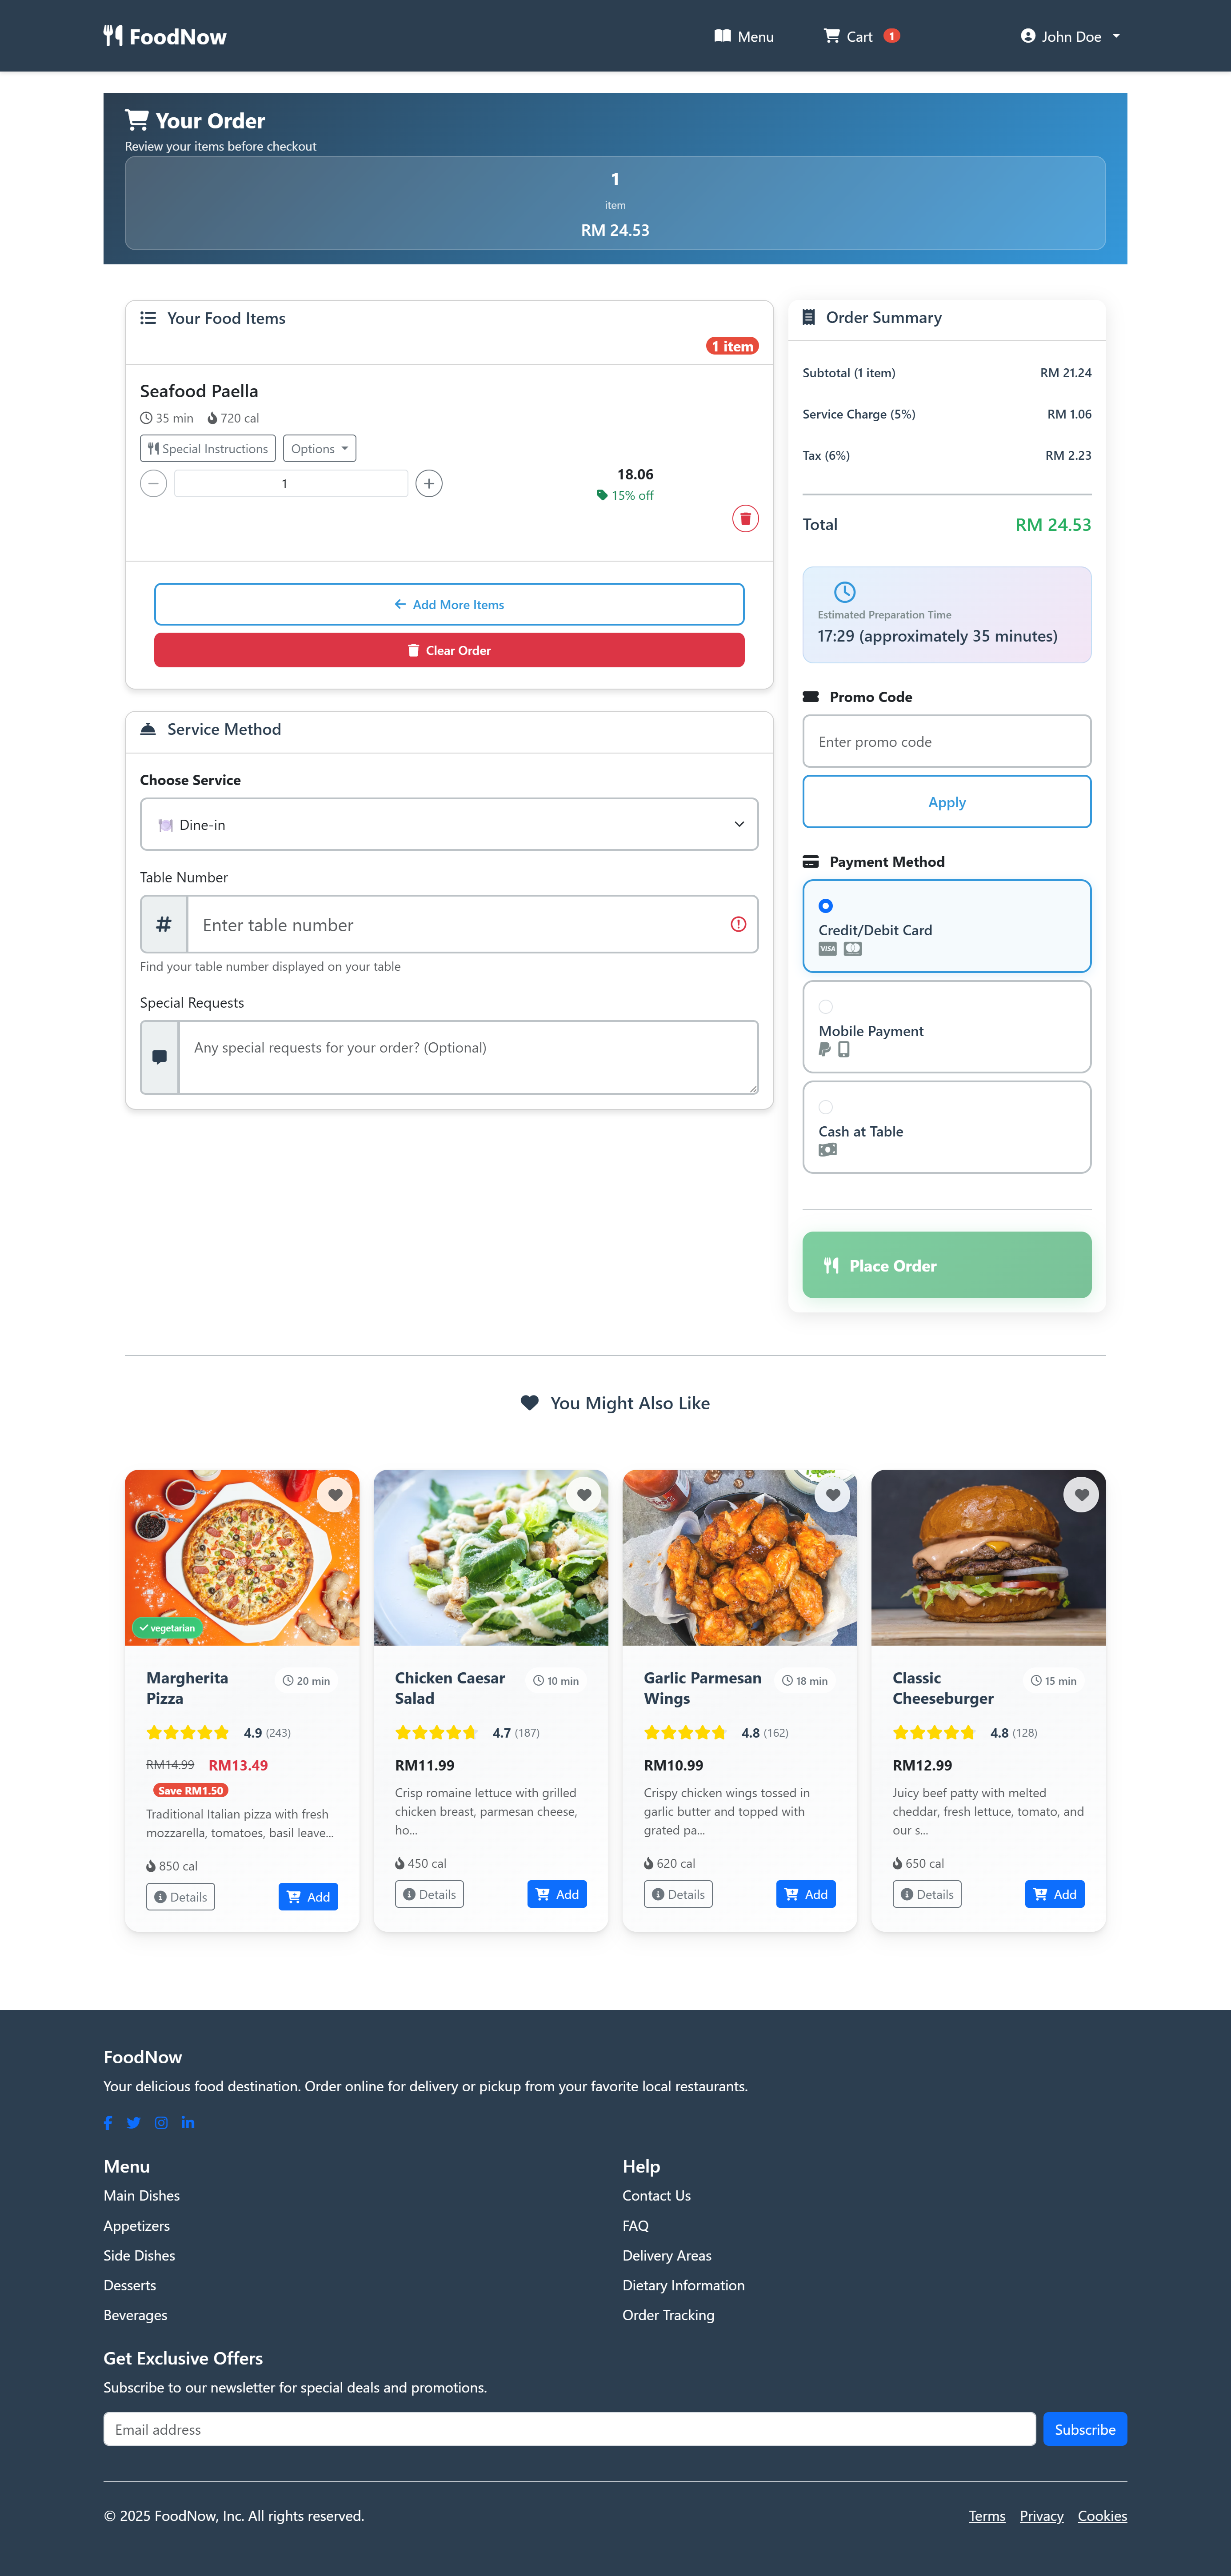 FoodNow
Menu
Cart 1
John Doe
Your Order
Review your items before checkout
1
item
RM 24.53
Your Food Items
1 item
Seafood Paella
35 min 720 cal
Special Instructions Options
1
18.06
15% off
Add More Items
Clear Order
Service Method
Choose Service
Dine-in
Table Number
# Enter table number
Find your table number displayed on your table
Special Requests
Any special requests for your order? (Optional)
Order Summary
Subtotal (1 item) RM 21.24
Service Charge (5%) RM 1.06
Tax (6%) RM 2.23
Total RM 24.53
Estimated Preparation Time
17:29 (approximately 35 minutes)
Promo Code
Enter promo code
Apply
Payment Method
Credit/Debit Card
VISA
Mobile Payment
Cash at Table
Place Order
You Might Also Like
vegetarian
Margherita Pizza
20 min
4.9 (243)
RM14.99 RM13.49
Save RM1.50
Traditional Italian pizza with fresh
mozzarella, tomatoes, basil leave...
850 cal
Details Add
Chicken Caesar Salad
10 min
4.7 (187)
RM11.99
Crisp romaine lettuce with grilled
chicken breast, parmesan cheese,
ho...
450 cal
Details Add
Garlic Parmesan Wings
18 min
4.8 (162)
RM10.99
Crispy chicken wings tossed in
garlic butter and topped with
grated pa...
620 cal
Details Add
Classic Cheeseburger
15 min
4.8 (128)
RM12.99
Juicy beef patty with melted
cheddar, fresh lettuce, tomato, and
our s...
650 cal
Details Add
FoodNow
Your delicious food destination. Order online for delivery or pickup from your favorite local restaurants.
Menu
Main Dishes
Appetizers
Side Dishes
Desserts
Beverages
Help
Contact Us
FAQ
Delivery Areas
Dietary Information
Order Tracking
Get Exclusive Offers
Subscribe to our newsletter for special deals and promotions.
Email address
Subscribe
© 2025 FoodNow, Inc. All rights reserved.
Terms Privacy Cookies